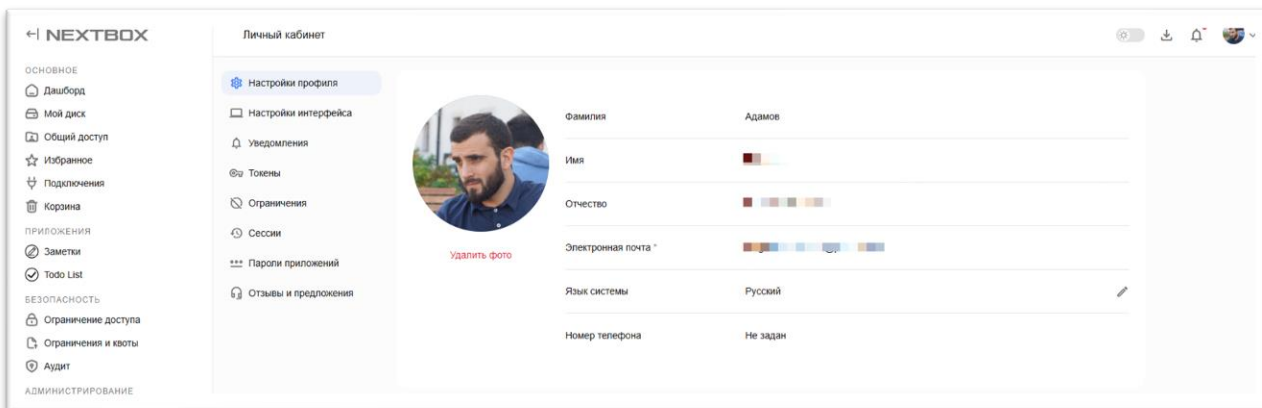 NEXTBOX
Личный кабинет
ОСНОВНОЕ
Дашборд
Мой диск
Общий доступ
Избранное
Подключения
Корзина
ПРИЛОЖЕНИЯ
Заметки
Todo List
БЕЗОПАСНОСТЬ
Ограничение доступа
Ограничения и квоты
Аудит
АДМИНИСТРИРОВАНИЕ
Настройки профиля
Настройки интерфейса
Уведомления
Токены
Ограничения
Сессии
Пароли приложений
Отзывы и предложения
Удалить фото
Фамилия Адамов
Имя
Отчество
Электронная почта *
Язык системы Русский
Номер телефона Не задан